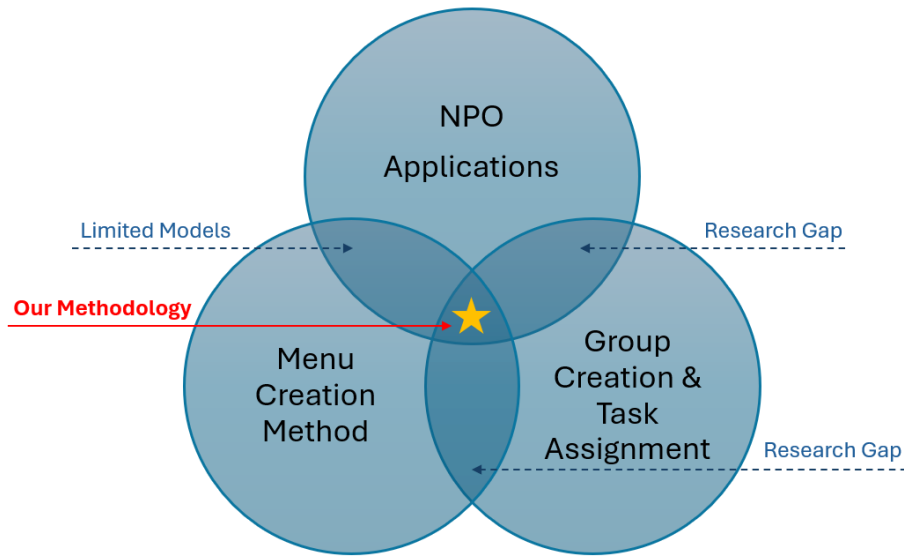 NPO
Applications
Limited Models
Research Gap
Our Methodology
Menu
Creation
Method
Group
Creation &
Task
Assignment
Research Gap